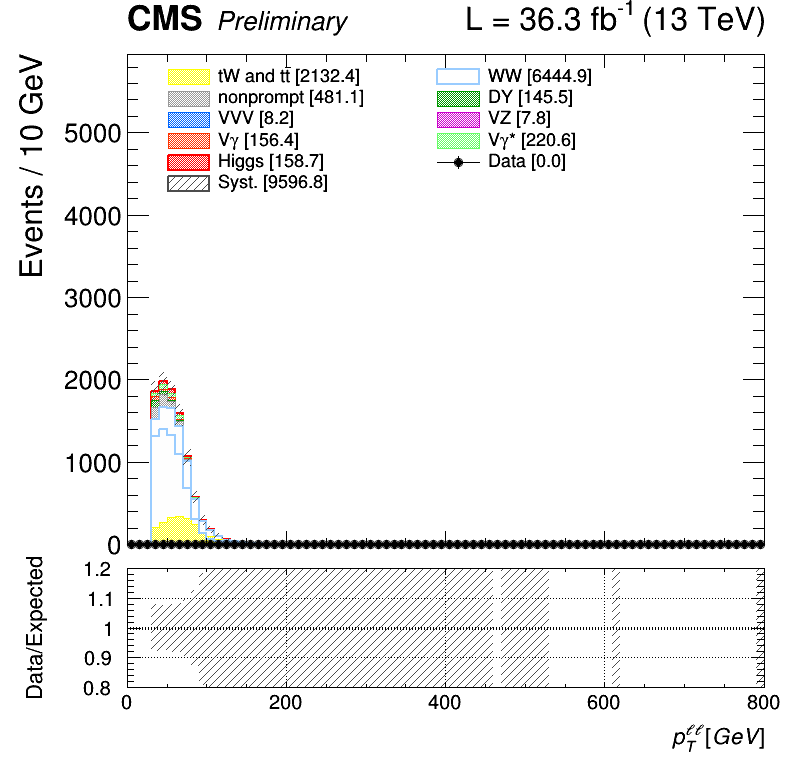 CMS Preliminary L = 36.3 fb⁻¹ (13 TeV)
Events / 10 GeV
tW and tt̄ [2132.4]
nonprompt [481.1]
VVV [8.2]
Vγ [156.4]
Higgs [158.7]
Syst. [9596.8]
WW [6444.9]
DY [145.5]
VZ [7.8]
Vγ* [220.6]
Data [0.0]
5000
4000
3000
2000
1000
0
Data/Expected
1.2
1.1
1
0.9
0.8
0 200 400 600 800
p_T^ℓℓ [GeV]